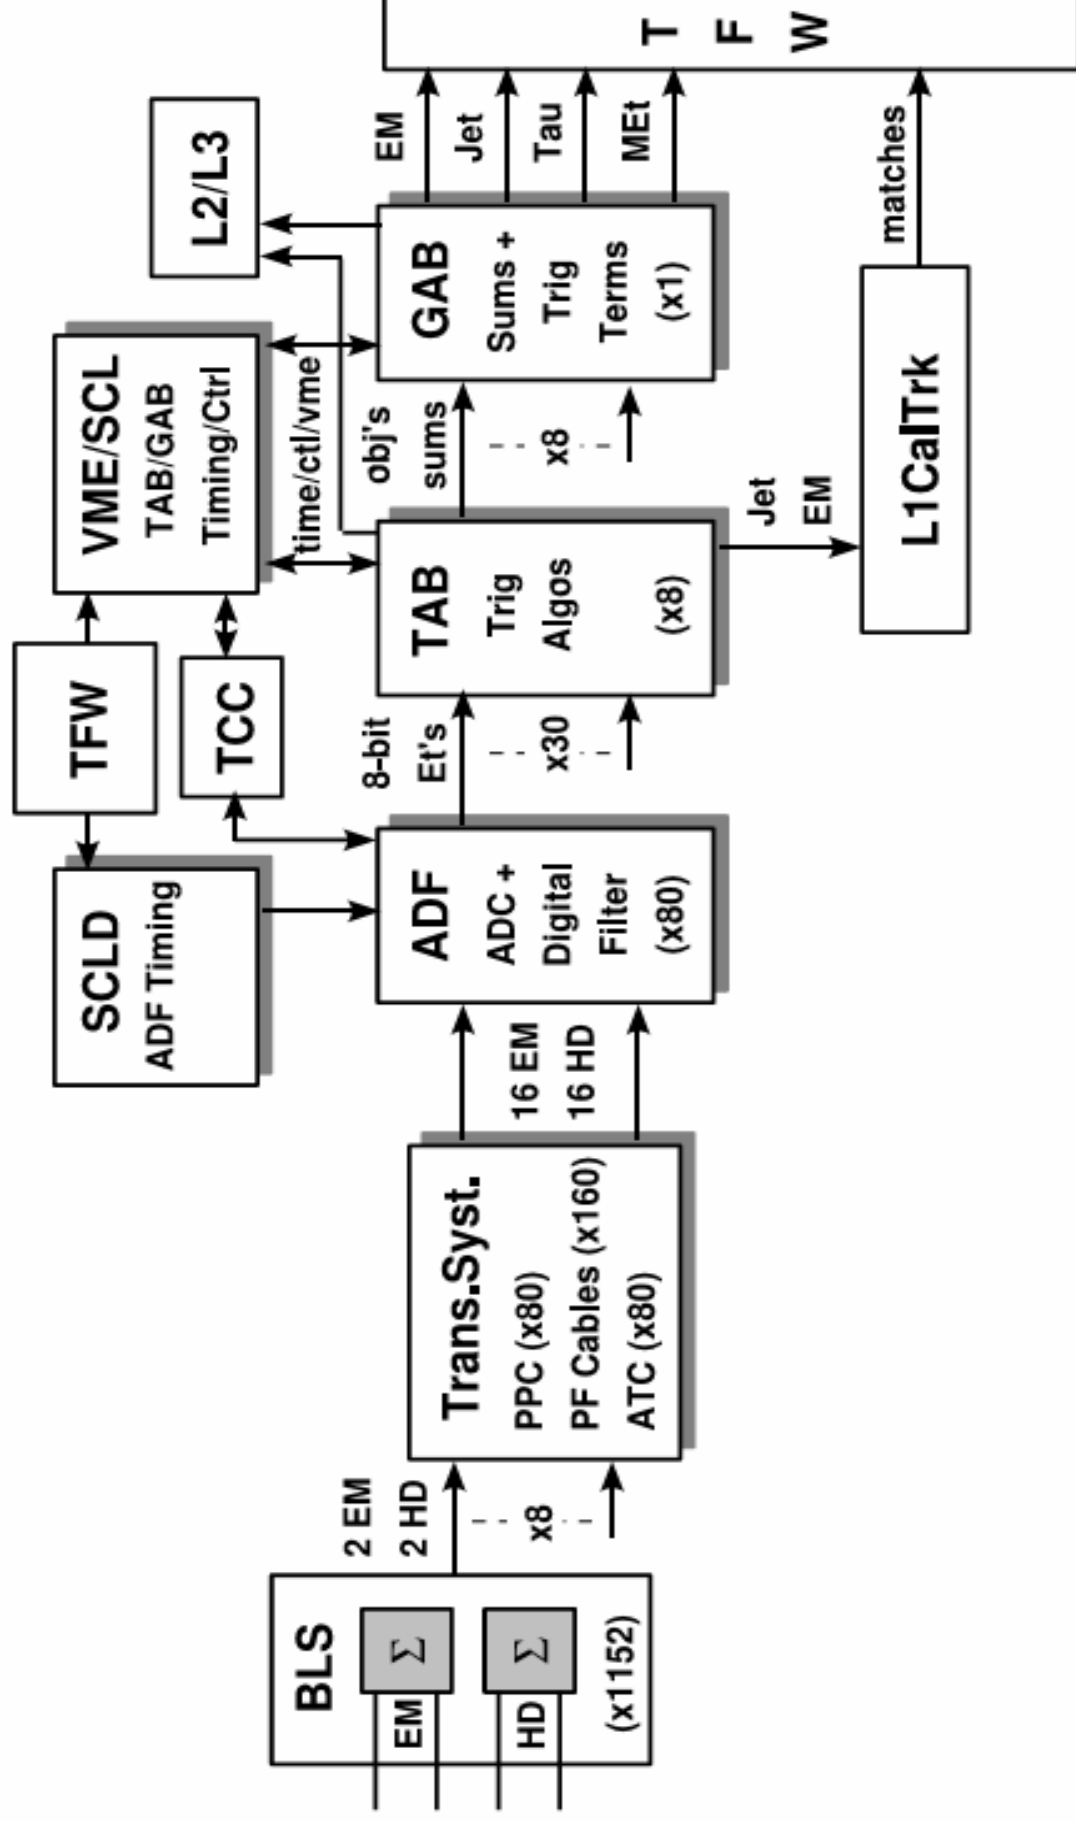 BLS
EM
Σ
HD
Σ
(x1152)
2 EM
2 HD
x8
Trans.Syst.
PPC (x80)
PF Cables (x160)
ATC (x80)
16 EM
16 HD
SCLD
ADF Timing
TFW
TCC
VME/SCL
TAB/GAB
Timing/Ctrl
L2/L3
ADF
ADC +
Digital
Filter
(x80)
8-bit
Et's
x30
TAB
Trig
Algos
(x8)
time/ctl/vme
obj's
sums
x8
GAB
Sums +
Trig
Terms
(x1)
EM
Jet
Tau
MEt
Jet
EM
L1CalTrk
matches
T
F
W